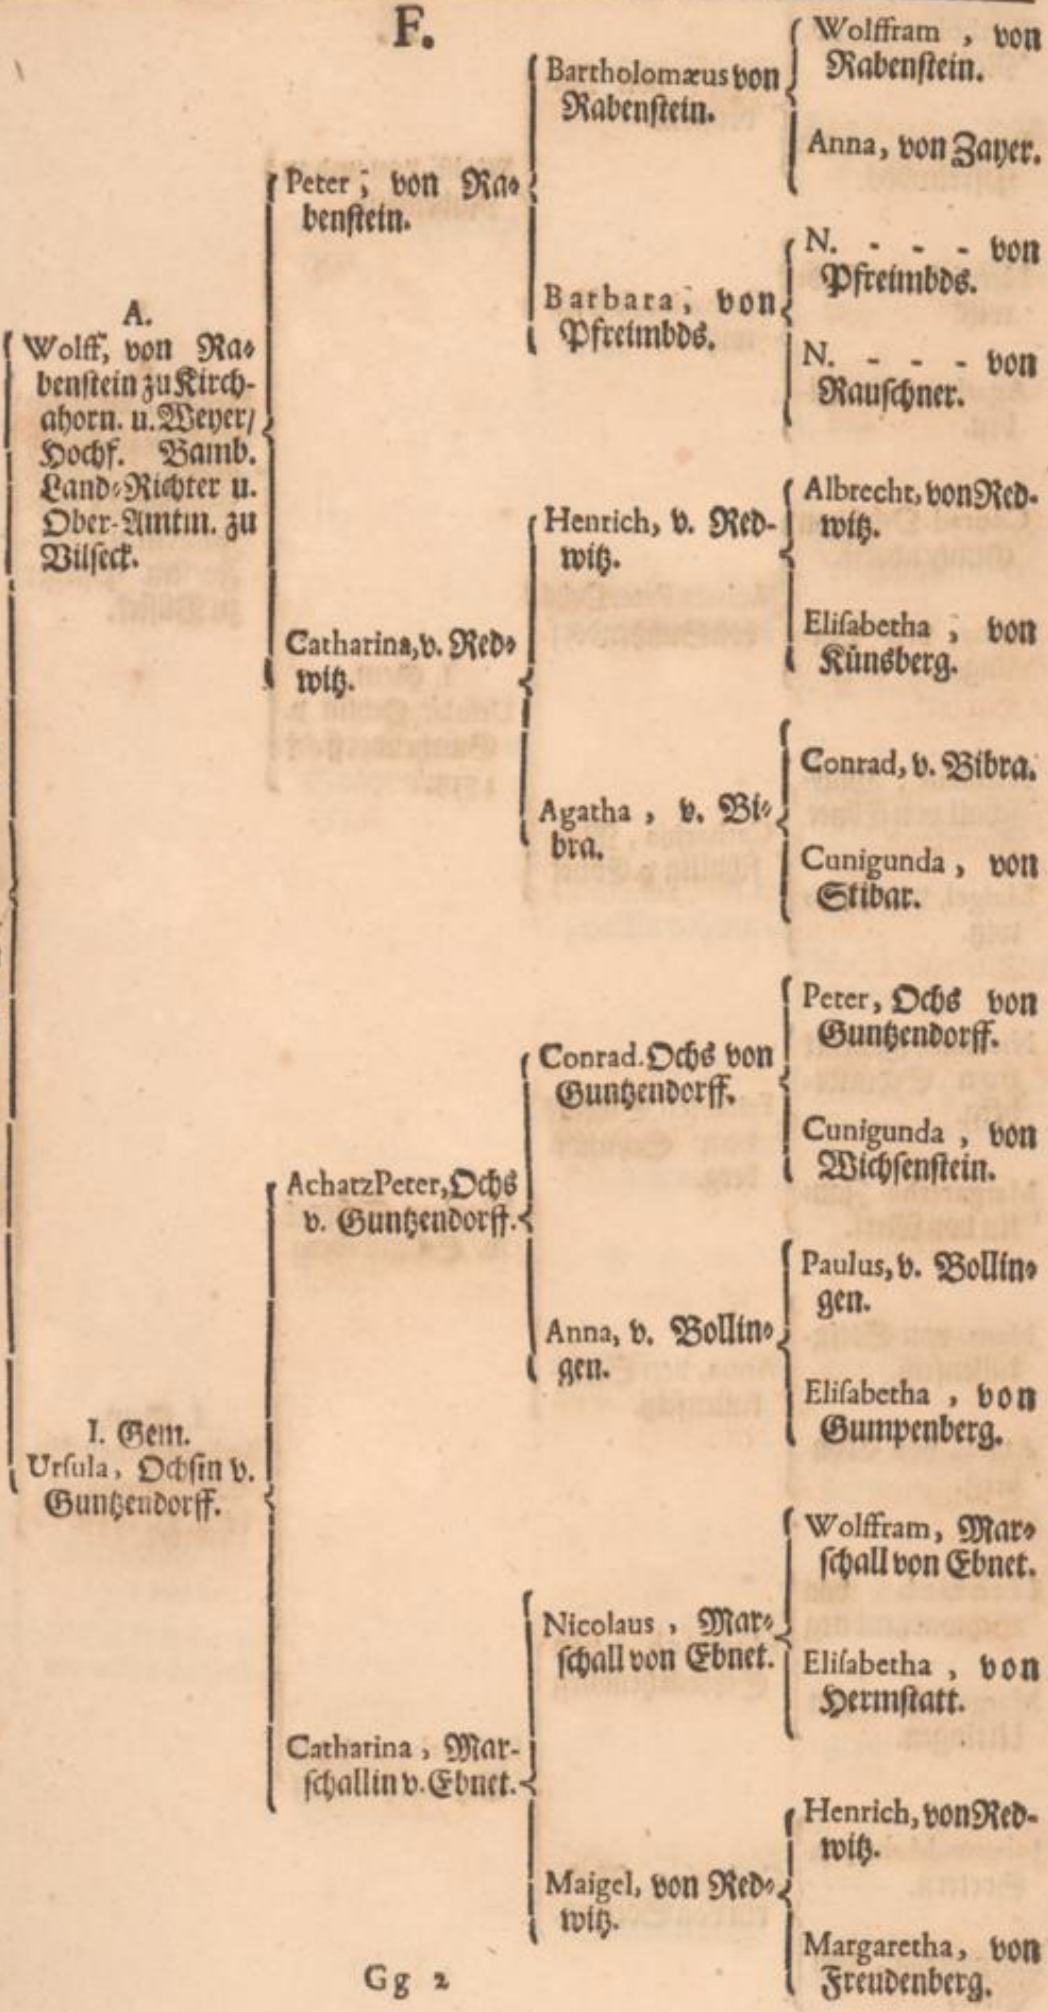 F.
A.
Wolff, von Ra⸗
benſtein zu Kirch-
ahorn. u. Weyer/
Hochf. Bamb.
Land⸗Richter u.
Ober-Amtm. zu
Vilſeck.
I. Gem.
Urſula, Ochſin v.
Guntzendorff.
Peter, von Ra⸗
benſtein.
Catharina, v. Red⸗
witz.
Achatz Peter, Ochs
v. Guntzendorff.
Catharina, Mar-
ſchallin v. Ebnet.
Bartholomæus von
Rabenſtein.
Barbara, von
Pfreimbds.
Henrich, v. Red-
witz.
Agatha, v. Bi⸗
bra.
Conrad. Ochs von
Guntzendorff.
Anna, v. Bollin⸗
gen.
Nicolaus, Mar⸗
ſchall von Ebnet.
Maigel, von Red⸗
witz.
Wolffram, von
Rabenſtein.
Anna, von Zayer.
N. - - - von
Pfreimbds.
N. - - - von
Rauſchner.
Albrecht, von Red-
witz.
Eliſabetha, von
Künsberg.
Conrad, v. Bibra.
Cunigunda, von
Stibar.
Peter, Ochs von
Guntzendorff.
Cunigunda, von
Wichſenſtein.
Paulus, v. Bollin⸗
gen.
Eliſabetha, von
Gumpenberg.
Wolffram, Mar⸗
ſchall von Ebnet.
Eliſabetha, von
Hermſtatt.
Henrich, von Red-
witz.
Margaretha, von
Freudenberg.
Gg 2